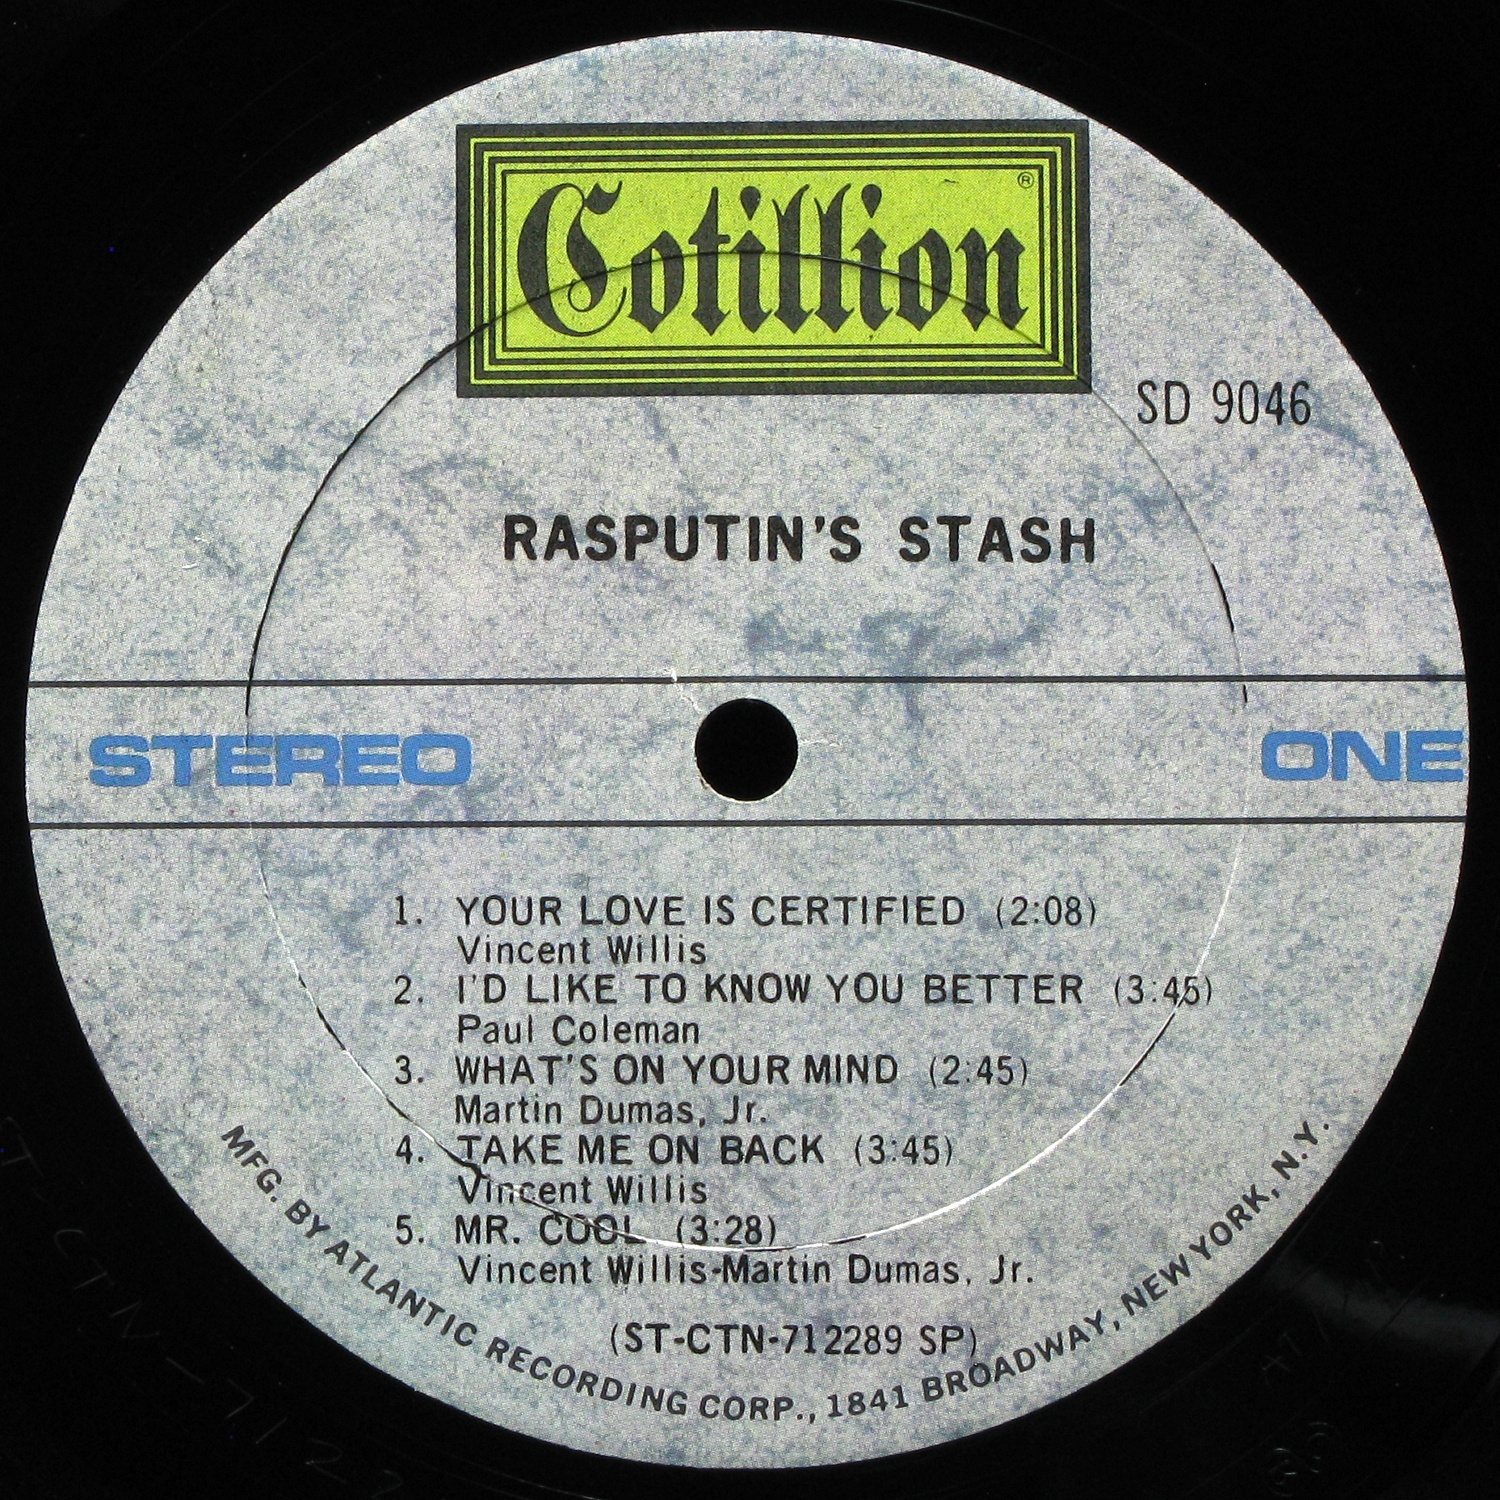 Cotillion ®
SD 9046
RASPUTIN'S STASH
STEREO
ONE
1. YOUR LOVE IS CERTIFIED (2:08)
Vincent Willis
2. I'D LIKE TO KNOW YOU BETTER (3:45)
Paul Coleman
3. WHAT'S ON YOUR MIND (2:45)
Martin Dumas, Jr.
4. TAKE ME ON BACK (3:45)
Vincent Willis
5. MR. COOL (3:28)
Vincent Willis-Martin Dumas, Jr.
(ST-CTN-712289 SP)
MFG. BY ATLANTIC RECORDING CORP., 1841 BROADWAY, NEW YORK, N.Y.